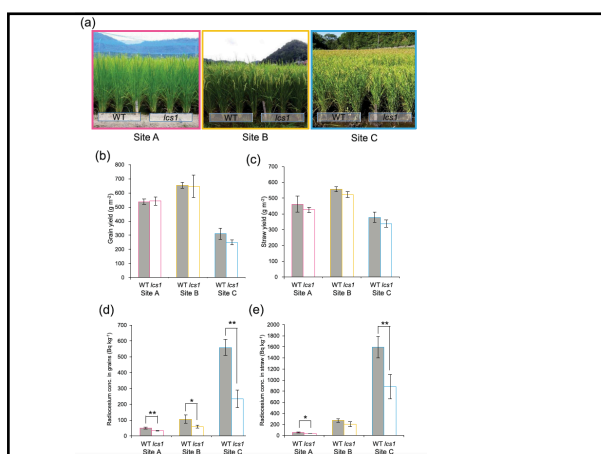 (a)
WT lcs1 WT lcs1 WT lcs1
Site A Site B Site C
(b)
Grain yield (g m-2)
800
700
600
500
400
300
200
100
0
WT lcs1 WT lcs1 WT lcs1
Site A Site B Site C
(c)
Straw yield (g m-2)
700
600
500
400
300
200
100
0
WT lcs1 WT lcs1 WT lcs1
Site A Site B Site C
(d)
Radiocesium conc. in grains (Bq kg-1)
700
600
500
400
300
200
100
0
** * **
WT lcs1 WT lcs1 WT lcs1
Site A Site B Site C
(e)
Radiocesium conc. in straw (Bq kg-1)
2000
1800
1600
1400
1200
1000
800
600
400
200
0
* **
WT lcs1 WT lcs1 WT lcs1
Site A Site B Site C